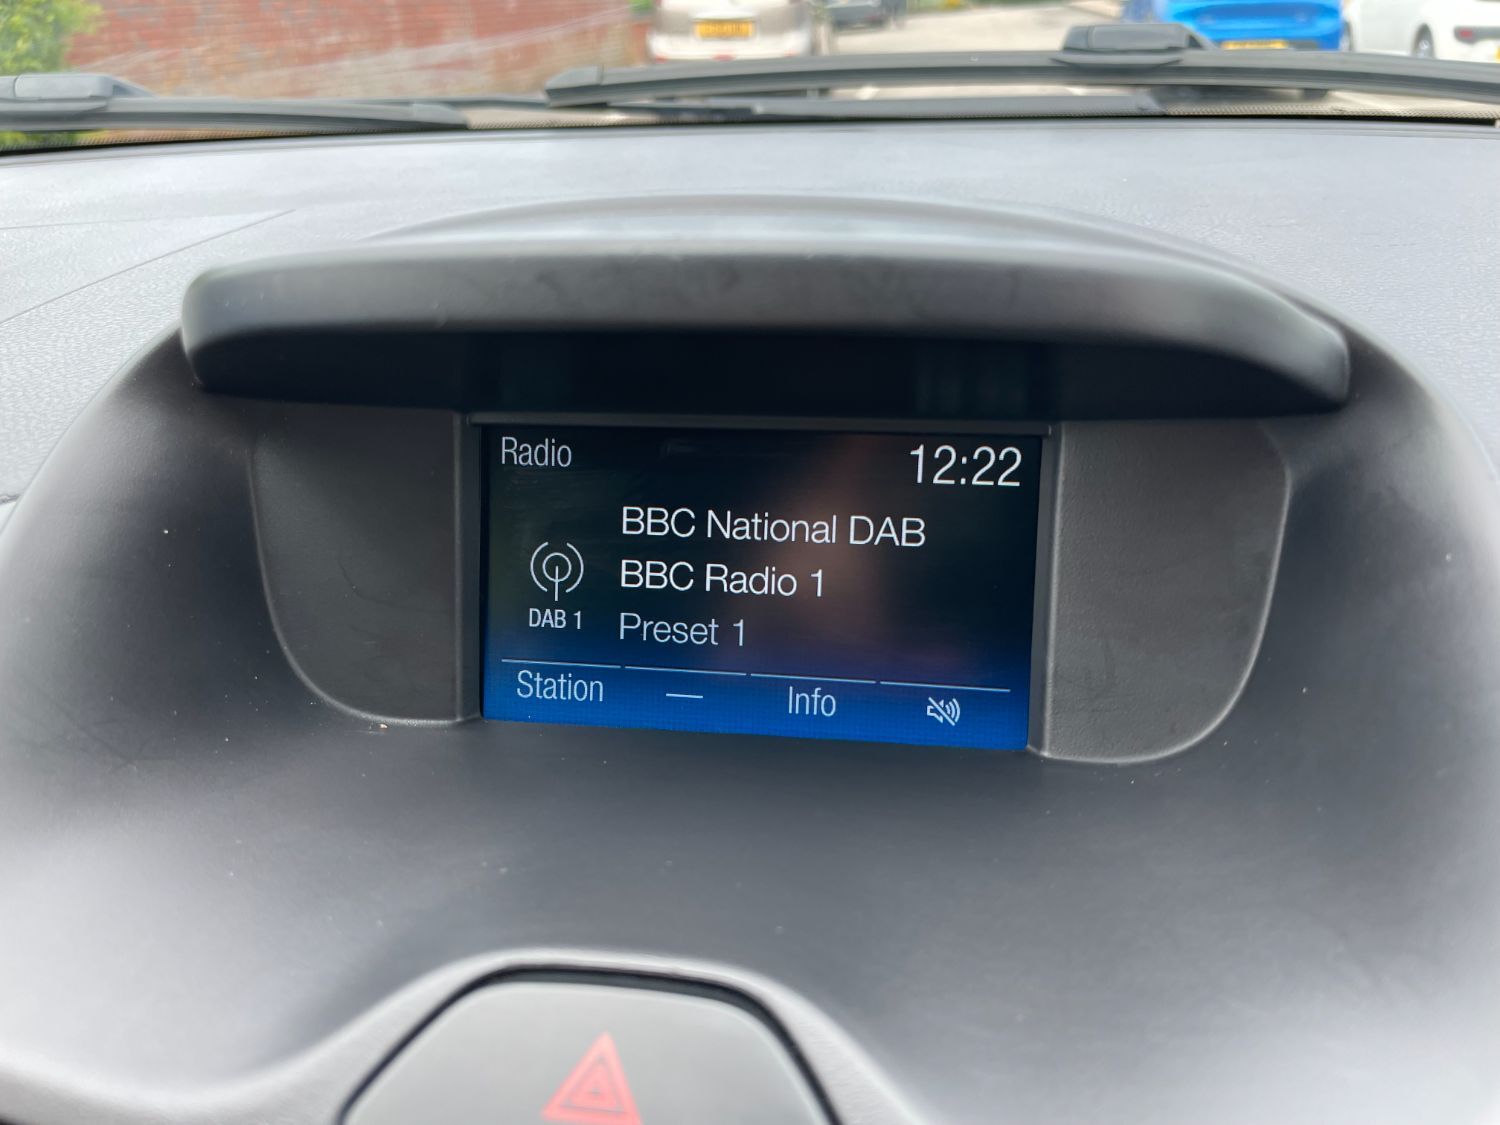 Radio
12:22
BBC National DAB
BBC Radio 1
DAB 1
Preset 1
Station
—
Info